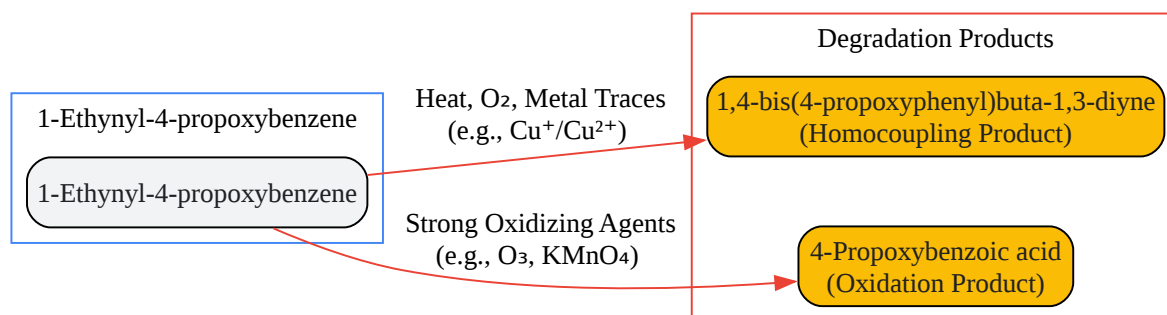 1-Ethynyl-4-propoxybenzene
1-Ethynyl-4-propoxybenzene
Heat, O₂, Metal Traces
(e.g., Cu⁺/Cu²⁺)
Strong Oxidizing Agents
(e.g., O₃, KMnO₄)
Degradation Products
1,4-bis(4-propoxyphenyl)buta-1,3-diyne
(Homocoupling Product)
4-Propoxybenzoic acid
(Oxidation Product)